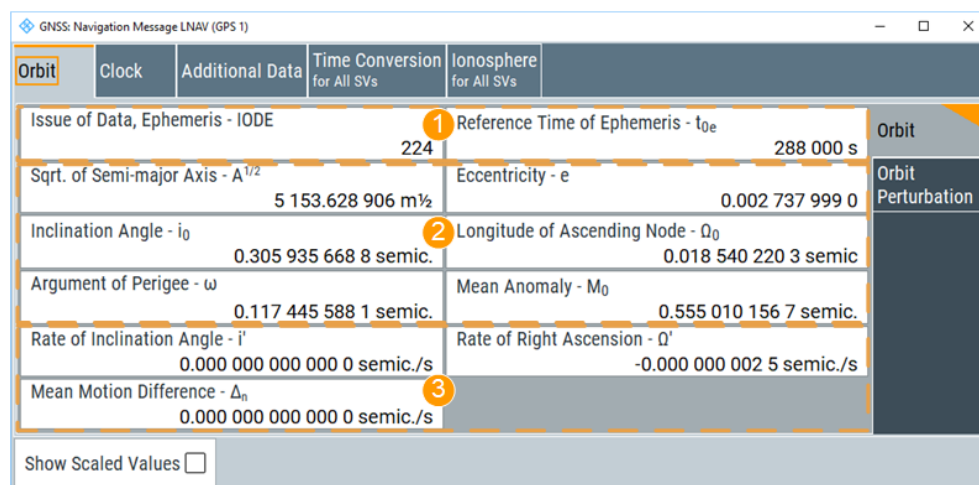 GNSS: Navigation Message LNAV (GPS 1)
Orbit
Clock
Additional Data
Time Conversion
for All SVs
Ionosphere
for All SVs
Issue of Data, Ephemeris - IODE
224
1
Reference Time of Ephemeris - t0e
288 000 s
Orbit
Orbit
Perturbation
Sqrt. of Semi-major Axis - A1/2
5 153.628 906 m½
Eccentricity - e
0.002 737 999 0
Inclination Angle - i0
0.305 935 668 8 semic.
2
Longitude of Ascending Node - Ω0
0.018 540 220 3 semic
Argument of Perigee - ω
0.117 445 588 1 semic.
Mean Anomaly - M0
0.555 010 156 7 semic.
Rate of Inclination Angle - i'
0.000 000 000 000 0 semic./s
Rate of Right Ascension - Ω'
-0.000 000 002 5 semic./s
Mean Motion Difference - Δn
0.000 000 000 000 0 semic./s
3
Show Scaled Values